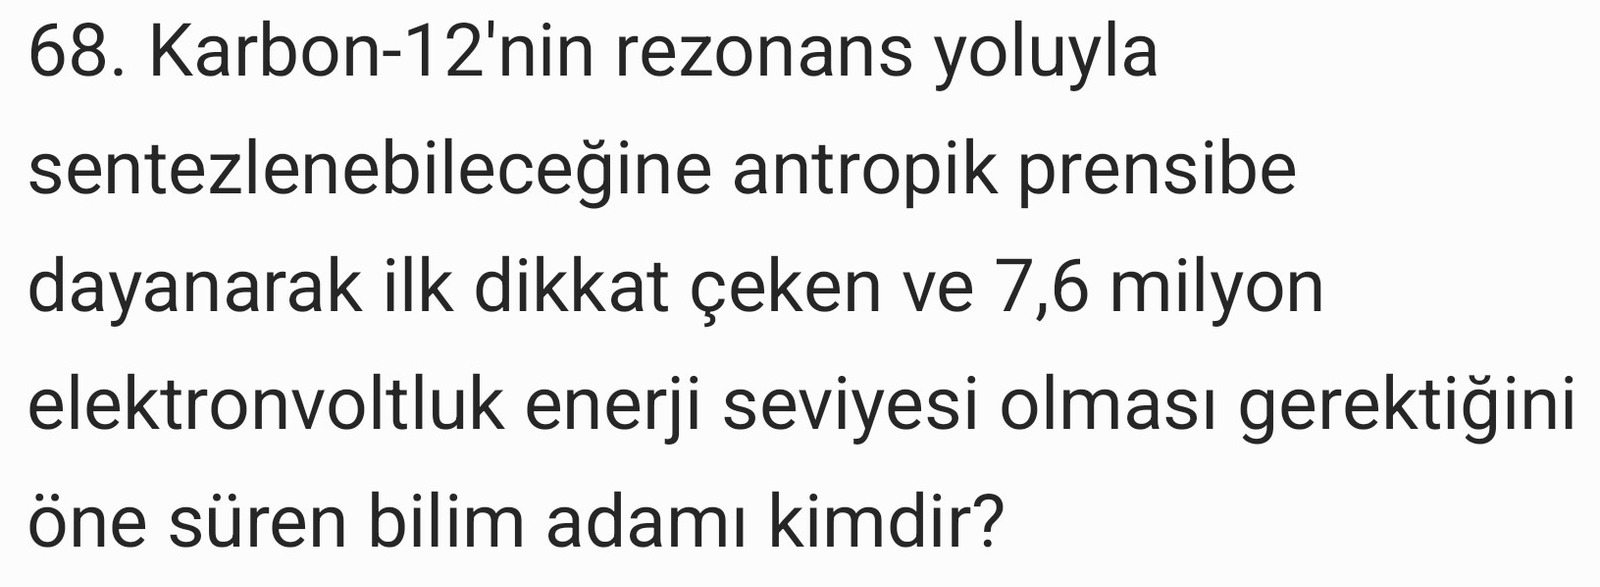 68. Karbon-12'nin rezonans yoluyla
sentezlenebileceğine antropik prensibe
dayanarak ilk dikkat çeken ve 7,6 milyon
elektronvoltluk enerji seviyesi olması gerektiğini
öne süren bilim adamı kimdir?